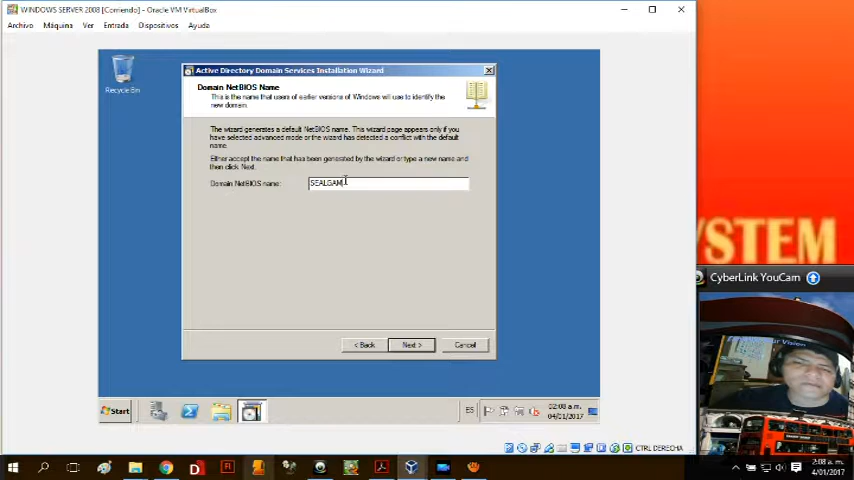 WINDOWS SERVER 2008 [Corriendo] - Oracle VM VirtualBox
Archivo Máquina Ver Entrada Dispositivos Ayuda
Recycle Bin
Active Directory Domain Services Installation Wizard
Domain NetBIOS Name
This is the name that users of earlier versions of Windows will use to identify the
new domain.
The wizard generates a default NetBIOS name. This wizard page appears only if you
have selected advanced mode or the wizard has detected a conflict with the default
name.
Either accept the name that has been generated by the wizard or type a new name and
then click Next.
Domain NetBIOS name: SEALGAM
< Back Next > Cancel
YSTEM
CyberLink YouCam
Start
ES
02:08 a.m.
04/01/2017
CTRL DERECHA
2:08 a. m.
4/01/2017